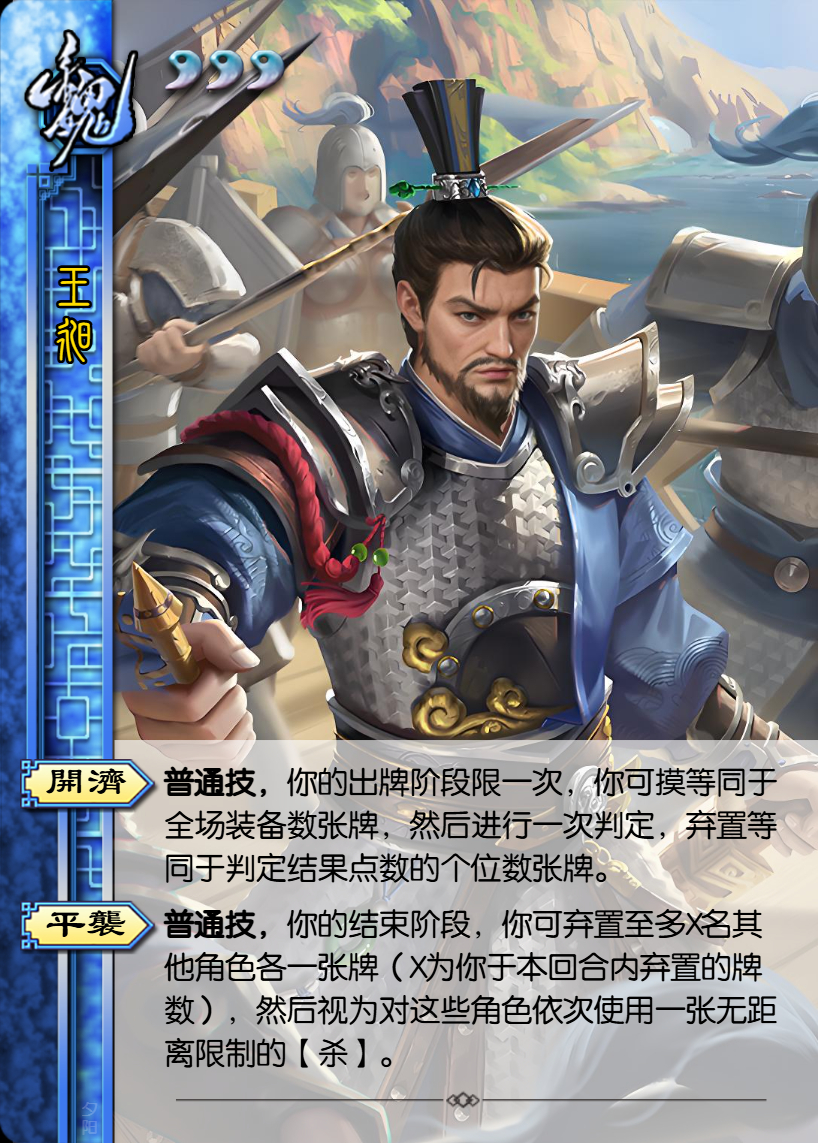 魏
王昶
開濟
普通技，你的出牌阶段限一次，你可摸等同于
全场装备数张牌，然后进行一次判定，弃置等
同于判定结果点数的个位数张牌。
平襲
普通技，你的结束阶段，你可弃置至多X名其
他角色各一张牌（X为你于本回合内弃置的牌
数），然后视为对这些角色依次使用一张无距
离限制的【杀】。
夕阳